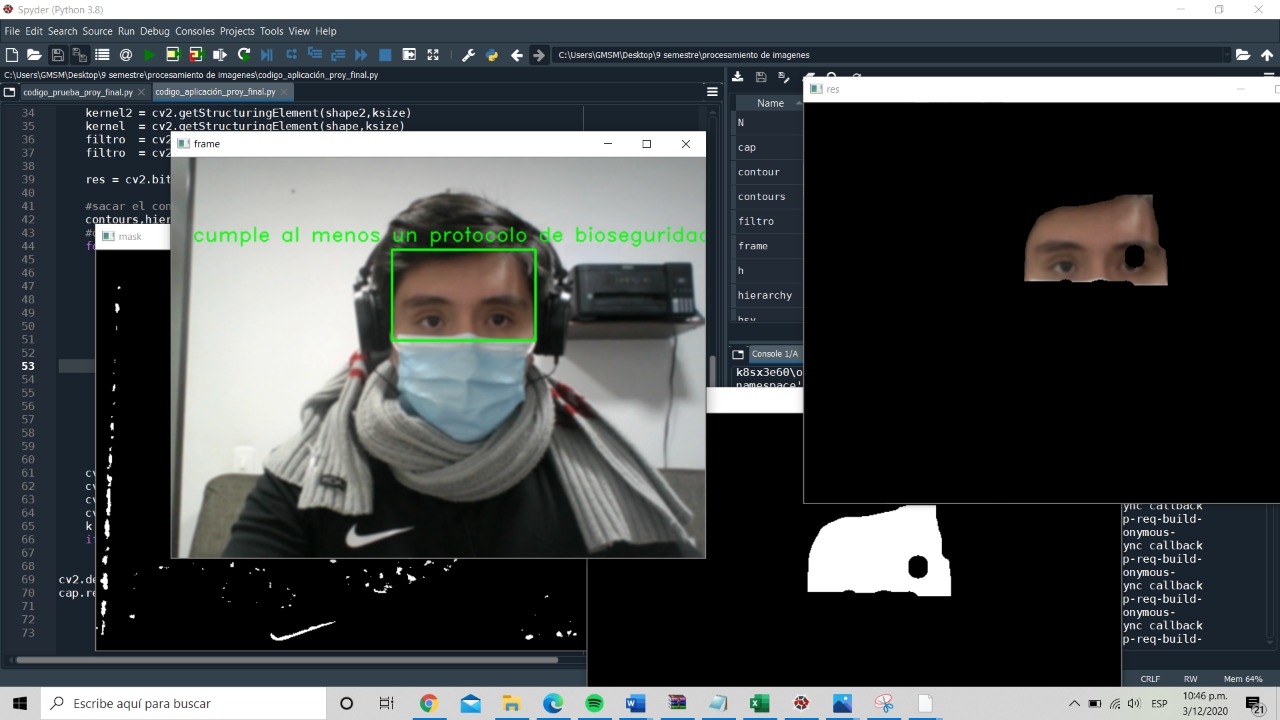 Spyder (Python 3.8)
File Edit Search Source Run Debug Consoles Projects Tools View Help
C:\Users\GMSM\Desktop\9 semestre\procesamiento de imagenes
C:\Users\GMSM\Desktop\9 semestre\procesamiento de imagenes\codigo_aplicación_proy_final.py
codigo_prueba_proy_final.py
codigo_aplicación_proy_final.py
34 kernel2 = cv2.getStructuringElement(shape2,ksize)
35 kernel = cv2.getStructuringElement(shape,ksize)
36 filtro = cv2
37 filtro = cv2
38
39 res = cv2.bit
40
41 #sacar el con
42 contours,hier
43
44 fo
45
46
47
48
49
50
51
52
53
54
55
56
57
58
59
60
61 cv
62 cv
63 cv
64 cv
65 k
66 i
67
68
69 cv2.de
70 cap.re
71
72
73
mask
frame
cumple al menos un protocolo de bioseguridad
Name
N
cap
contour
contours
filtro
frame
h
hierarchy
hsv
Console 1/A
k8sx3e60\o
namespace'
res
ync callback
p-req-build-
onymous-
ync callback
p-req-build-
onymous-
ync callback
p-req-build-
onymous-
ync callback
p-req-build-
CRLF RW Mem 64%
Escribe aquí para buscar
ESP
10:46 p.m.
3/12/2020
21